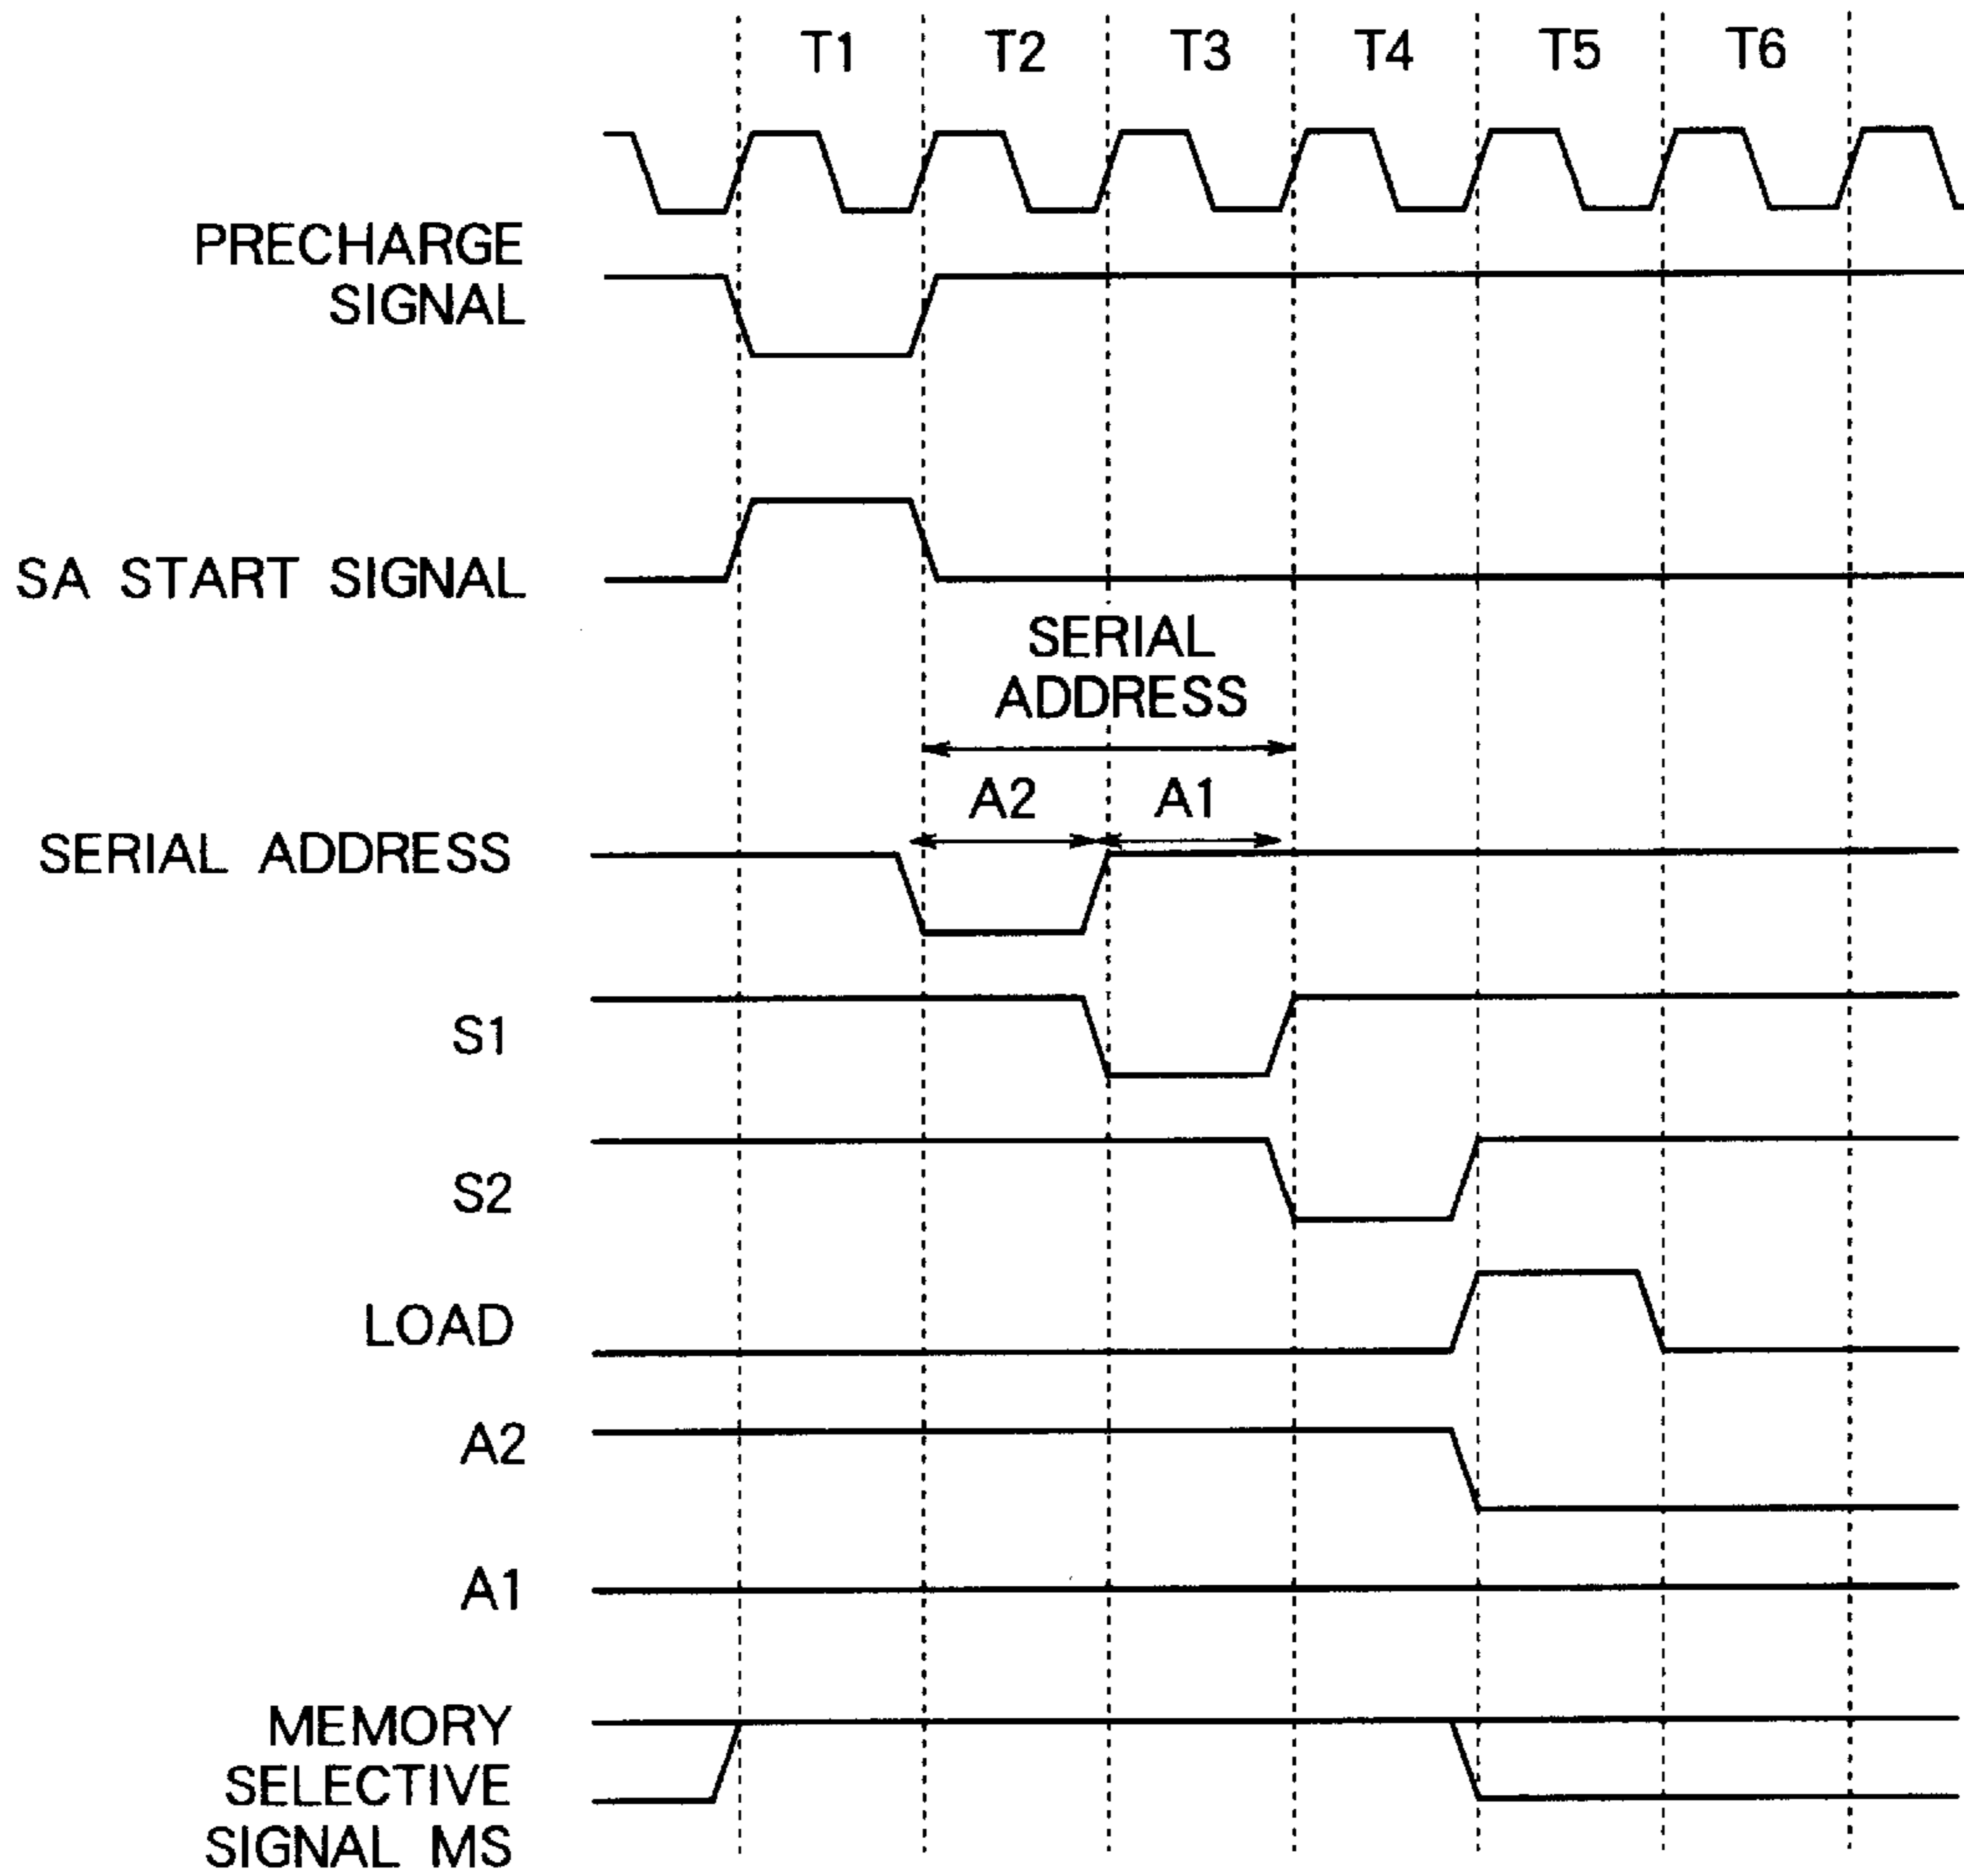 T1 T2 T3 T4 T5 T6
PRECHARGE
SIGNAL
SA START SIGNAL
SERIAL
ADDRESS
A2 A1
SERIAL ADDRESS
S1
S2
LOAD
A2
A1
MEMORY
SELECTIVE
SIGNAL MS